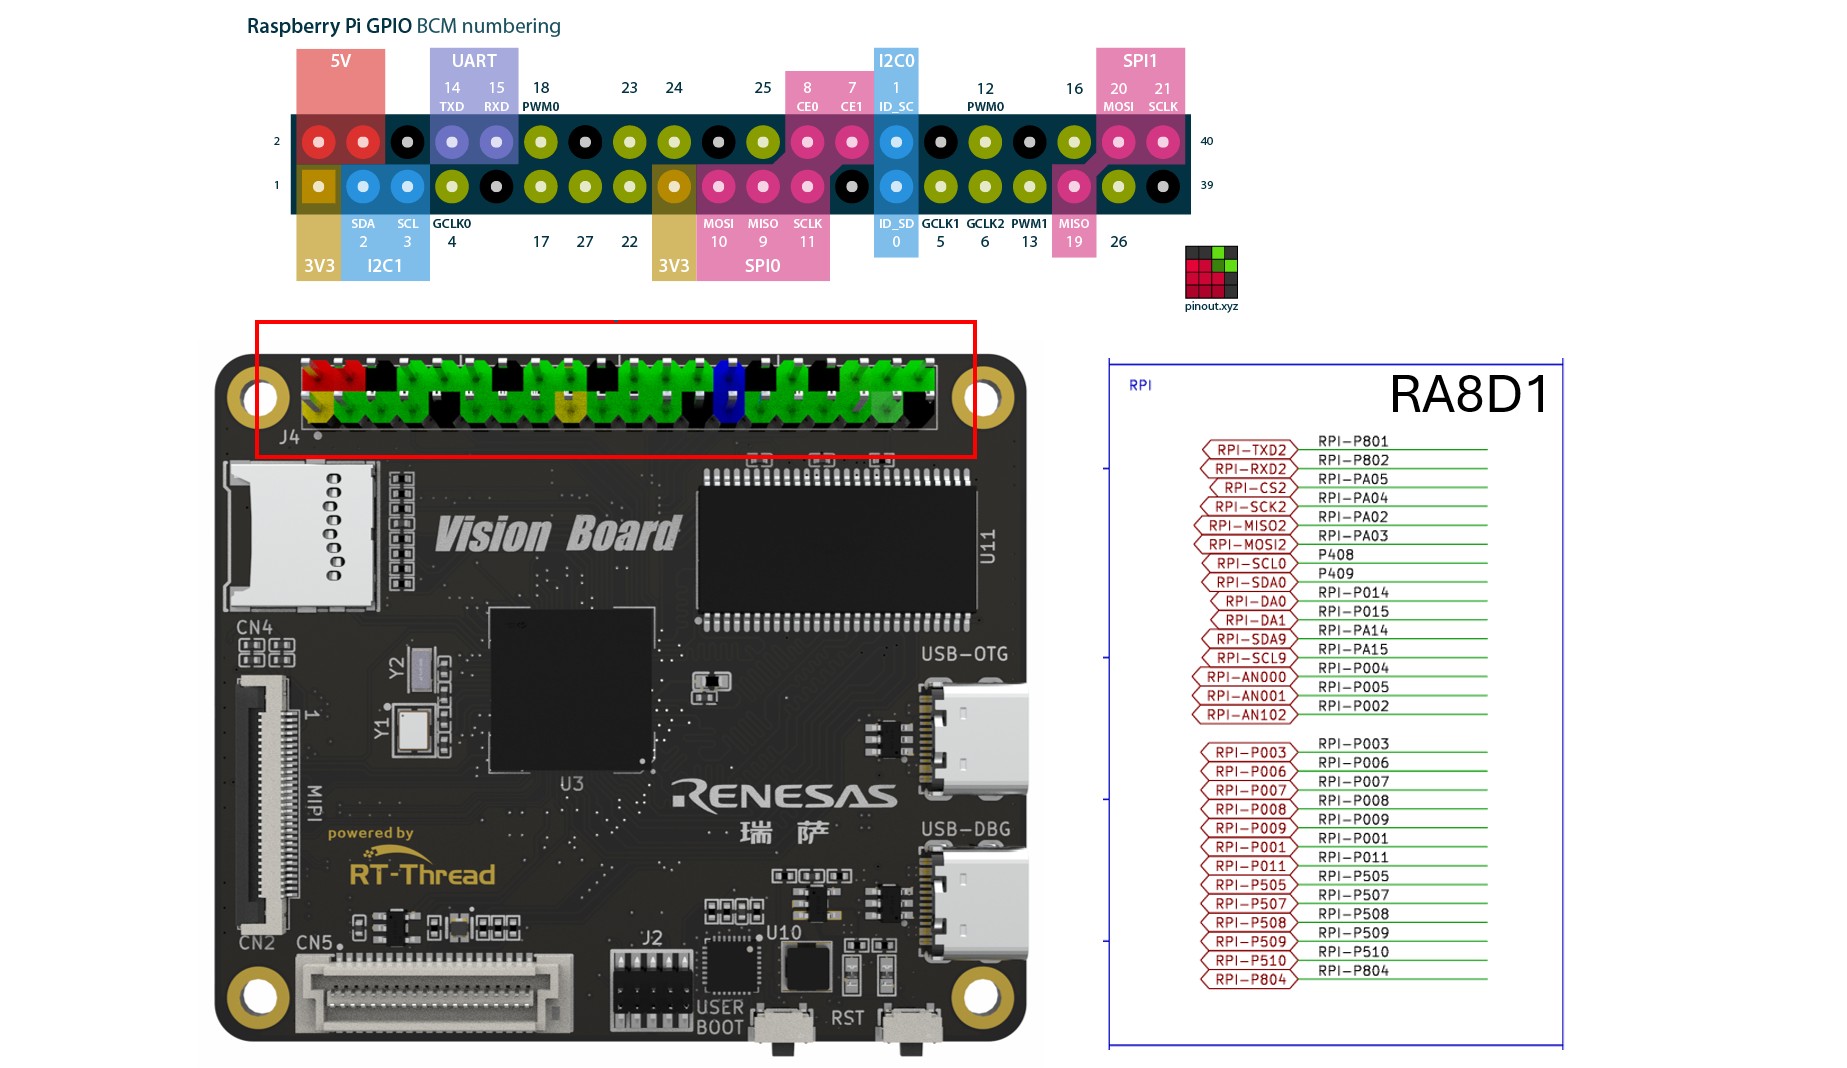 Raspberry Pi GPIO BCM numbering
5V UART I2C0 SPI1
14 15 18 23 24 25 8 7 1 12 16 20 21
TXD RXD PWM0 CE0 CE1 ID_SC PWM0 MOSI SCLK
2 40
1 39
SDA SCL GCLK0 MOSI MISO SCLK ID_SD GCLK1 GCLK2 PWM1 MISO
2 3 4 17 27 22 10 9 11 0 5 6 13 19 26
3V3 I2C1 3V3 SPI0
pinout.xyz
J4
Vision Board
U11
CN4
Y2
Y1
1
MIPI
U3
USB-OTG
RENESAS
瑞 萨
USB-DBG
powered by
RT-Thread
CN2 CN5
J2
U10
USER
BOOT
RST
RPI
RA8D1
RPI-TXD2 RPI-P801
RPI-RXD2 RPI-P802
RPI-CS2 RPI-PA05
RPI-SCK2 RPI-PA04
RPI-MISO2 RPI-PA02
RPI-MOSI2 RPI-PA03
RPI-SCL0 P408
RPI-SDA0 P409
RPI-DA0 RPI-P014
RPI-DA1 RPI-P015
RPI-SDA9 RPI-PA14
RPI-SCL9 RPI-PA15
RPI-AN000 RPI-P004
RPI-AN001 RPI-P005
RPI-AN102 RPI-P002
RPI-P003 RPI-P003
RPI-P006 RPI-P006
RPI-P007 RPI-P007
RPI-P008 RPI-P008
RPI-P009 RPI-P009
RPI-P001 RPI-P001
RPI-P011 RPI-P011
RPI-P505 RPI-P505
RPI-P507 RPI-P507
RPI-P508 RPI-P508
RPI-P509 RPI-P509
RPI-P510 RPI-P510
RPI-P804 RPI-P804